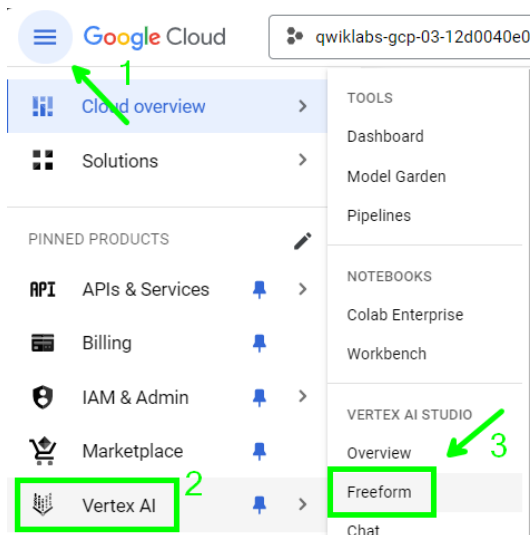 Google Cloud
qwiklabs-gcp-03-12d0040e0
1
Cloud overview
Solutions
PINNED PRODUCTS
API APIs & Services
Billing
IAM & Admin
Marketplace
Vertex AI
2
TOOLS
Dashboard
Model Garden
Pipelines
NOTEBOOKS
Colab Enterprise
Workbench
VERTEX AI STUDIO
Overview
3
Freeform
Chat